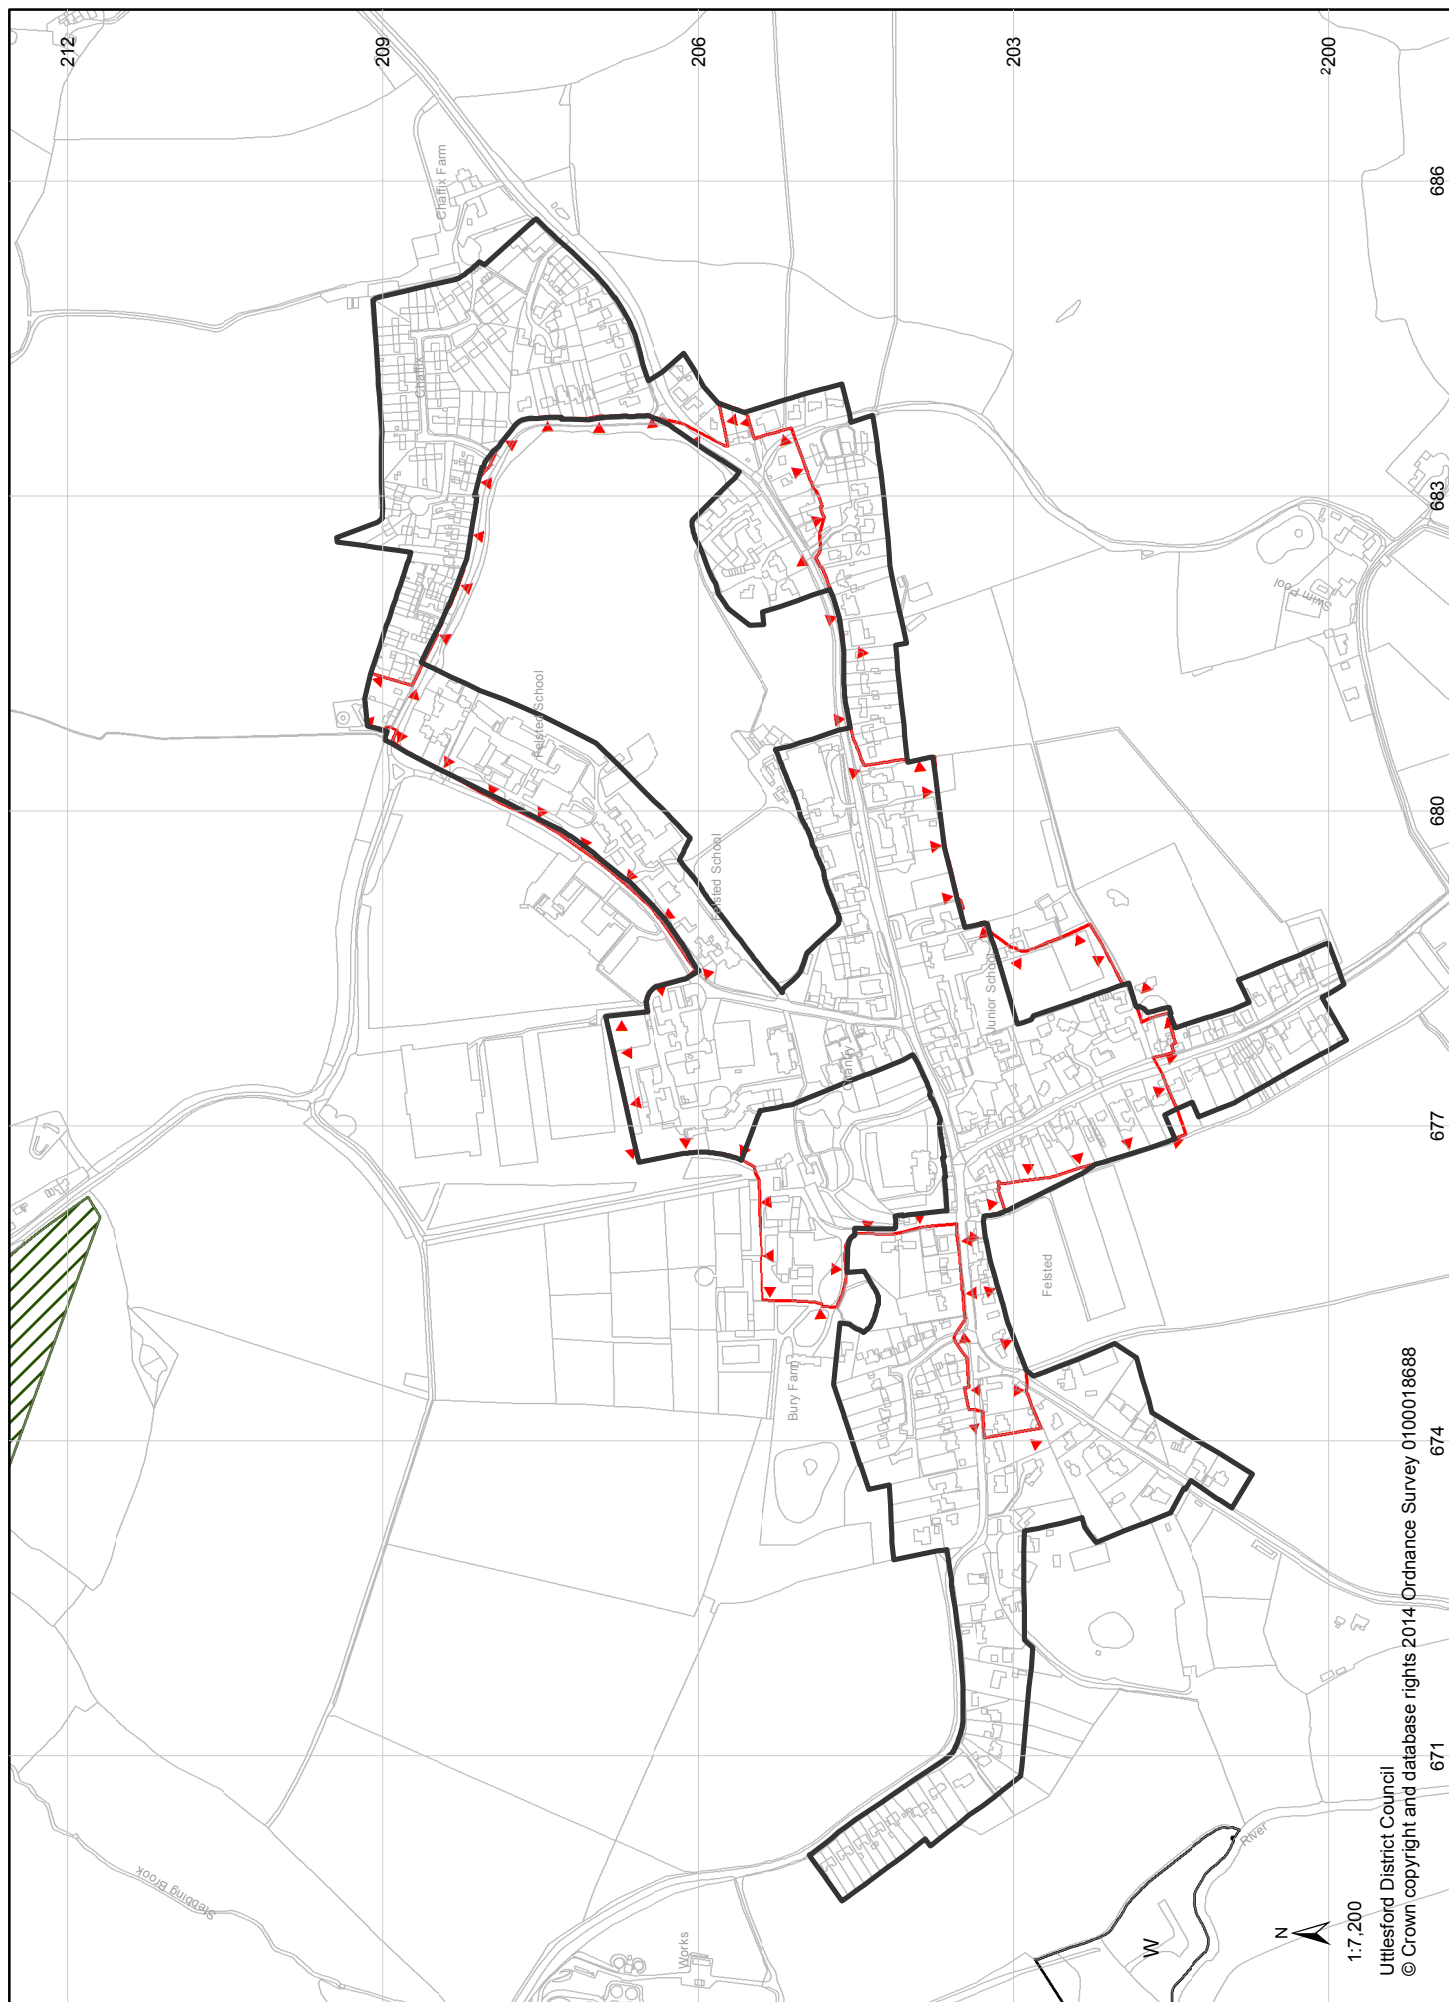 212
209
206
203
2200
686
683
680
677
674
671
Chaffix Farm
Chaffix
Felsted School
Felsted School
Swim Pool
Junior School
Chantry
Felsted
Bury Farm
Stebbing Brook
Works
River
W
N
1:7,200
Uttlesford District Council
© Crown copyright and database rights 2014 Ordnance Survey 0100018688